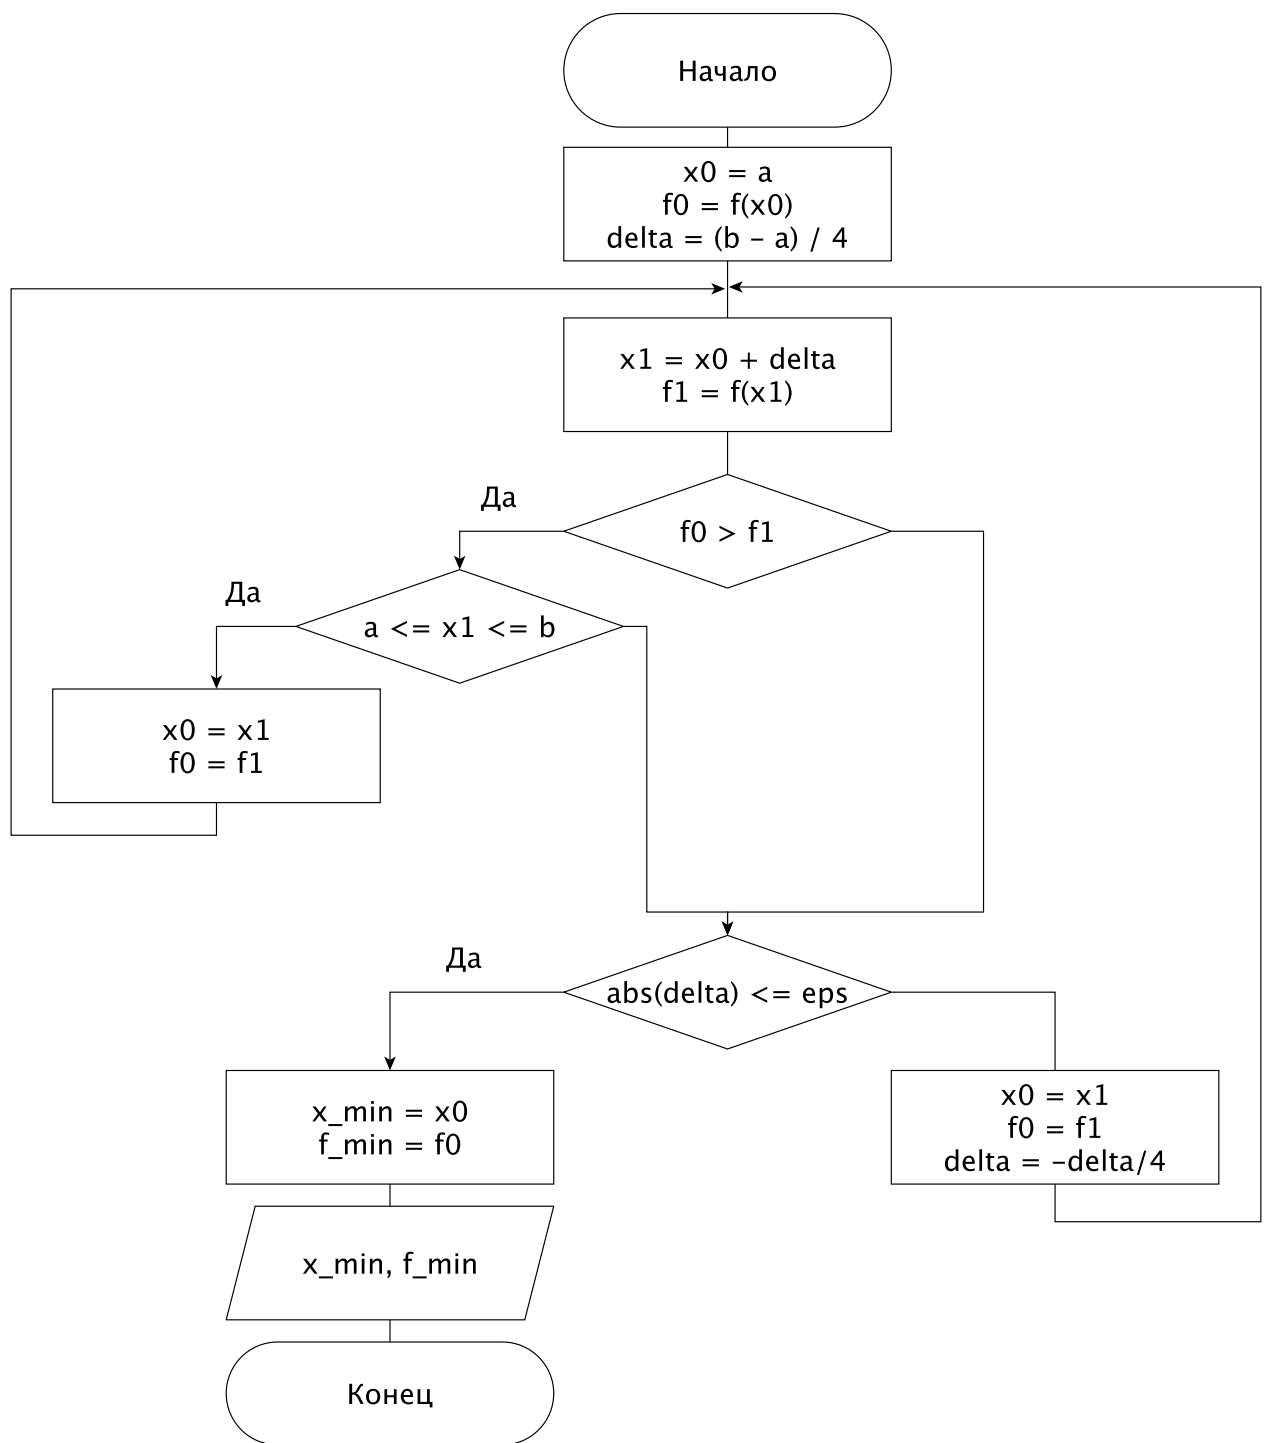 Начало
x0 = a
f0 = f(x0)
delta = (b – a) / 4
x1 = x0 + delta
f1 = f(x1)
Да
f0 > f1
Да
a <= x1 <= b
x0 = x1
f0 = f1
Да
abs(delta) <= eps
x_min = x0
f_min = f0
x0 = x1
f0 = f1
delta = –delta/4
x_min, f_min
Конец